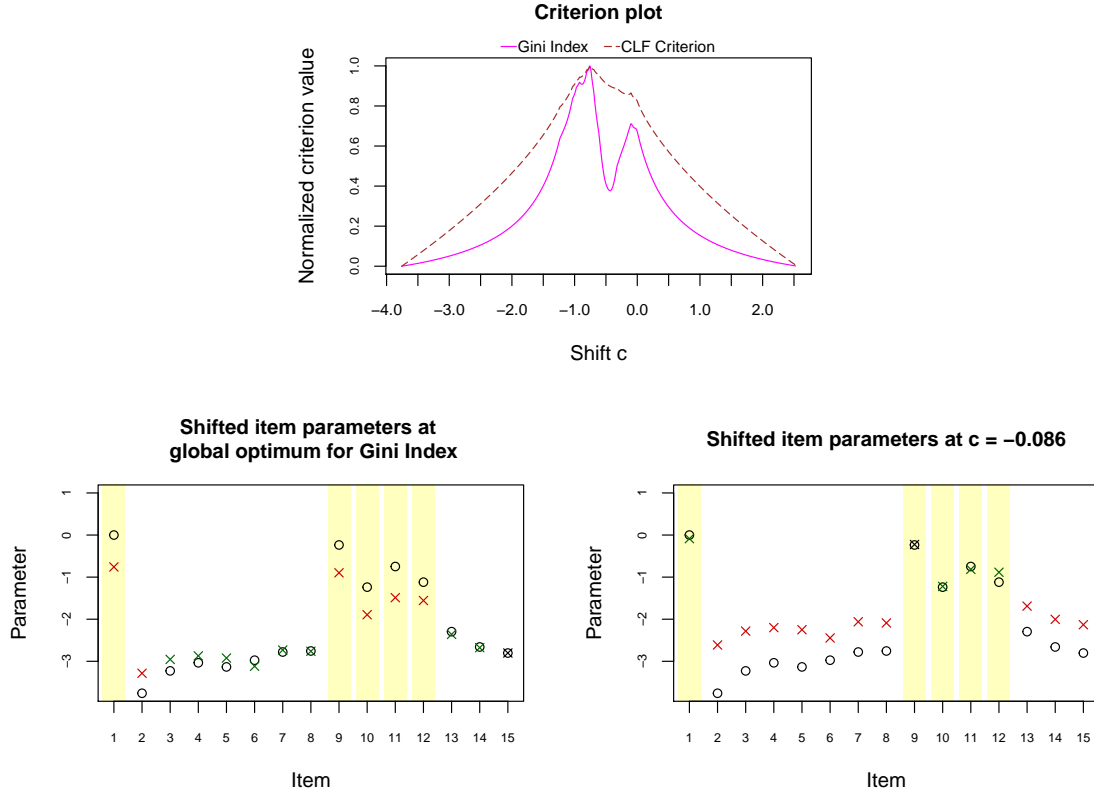 Criterion plot
Gini Index CLF Criterion
Normalized criterion value
0.0 0.2 0.4 0.6 0.8 1.0
−4.0 −3.0 −2.0 −1.0 0.0 1.0 2.0
Shift c
Shifted item parameters at
global optimum for Gini Index
Parameter
1
0
−1
−2
−3
1 2 3 4 5 6 7 8 9 10 11 12 13 14 15
Item
Shifted item parameters at c = −0.086
Parameter
1
0
−1
−2
−3
1 2 3 4 5 6 7 8 9 10 11 12 13 14 15
Item